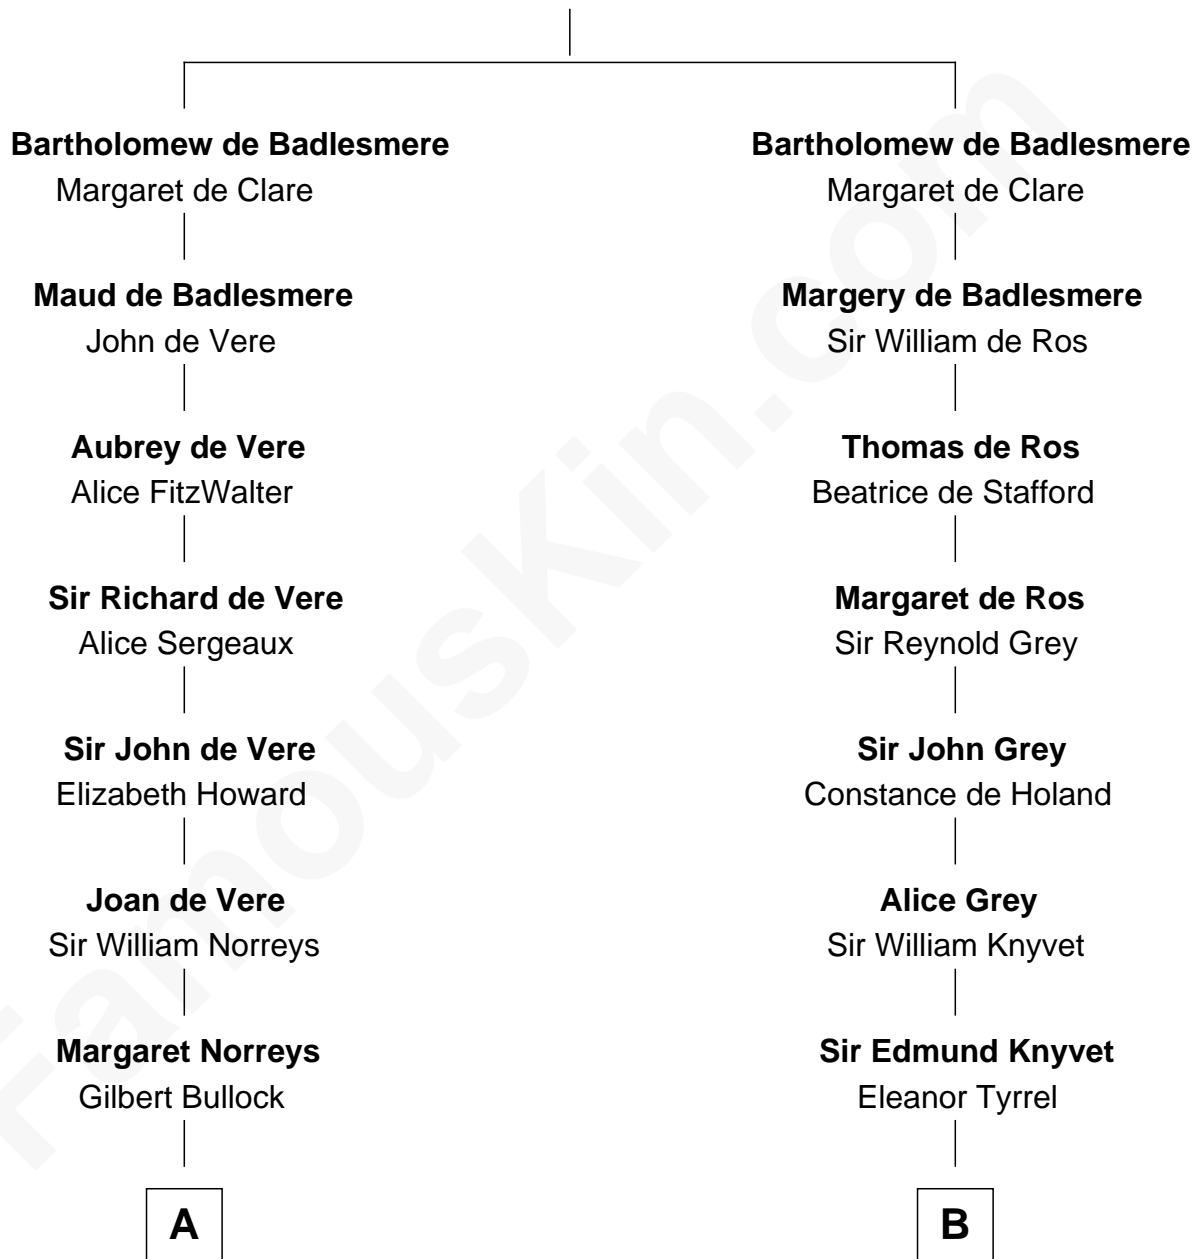 Bartholomew de Badlesmere
Margaret de Clare
Maud de Badlesmere
John de Vere
Aubrey de Vere
Alice FitzWalter
Sir Richard de Vere
Alice Sergeaux
Sir John de Vere
Elizabeth Howard
Joan de Vere
Sir William Norreys
Margaret Norreys
Gilbert Bullock
A
Bartholomew de Badlesmere
Margaret de Clare
Margery de Badlesmere
Sir William de Ros
Thomas de Ros
Beatrice de Stafford
Margaret de Ros
Sir Reynold Grey
Sir John Grey
Constance de Holand
Alice Grey
Sir William Knyvet
Sir Edmund Knyvet
Eleanor Tyrrel
B
FamousKin.com